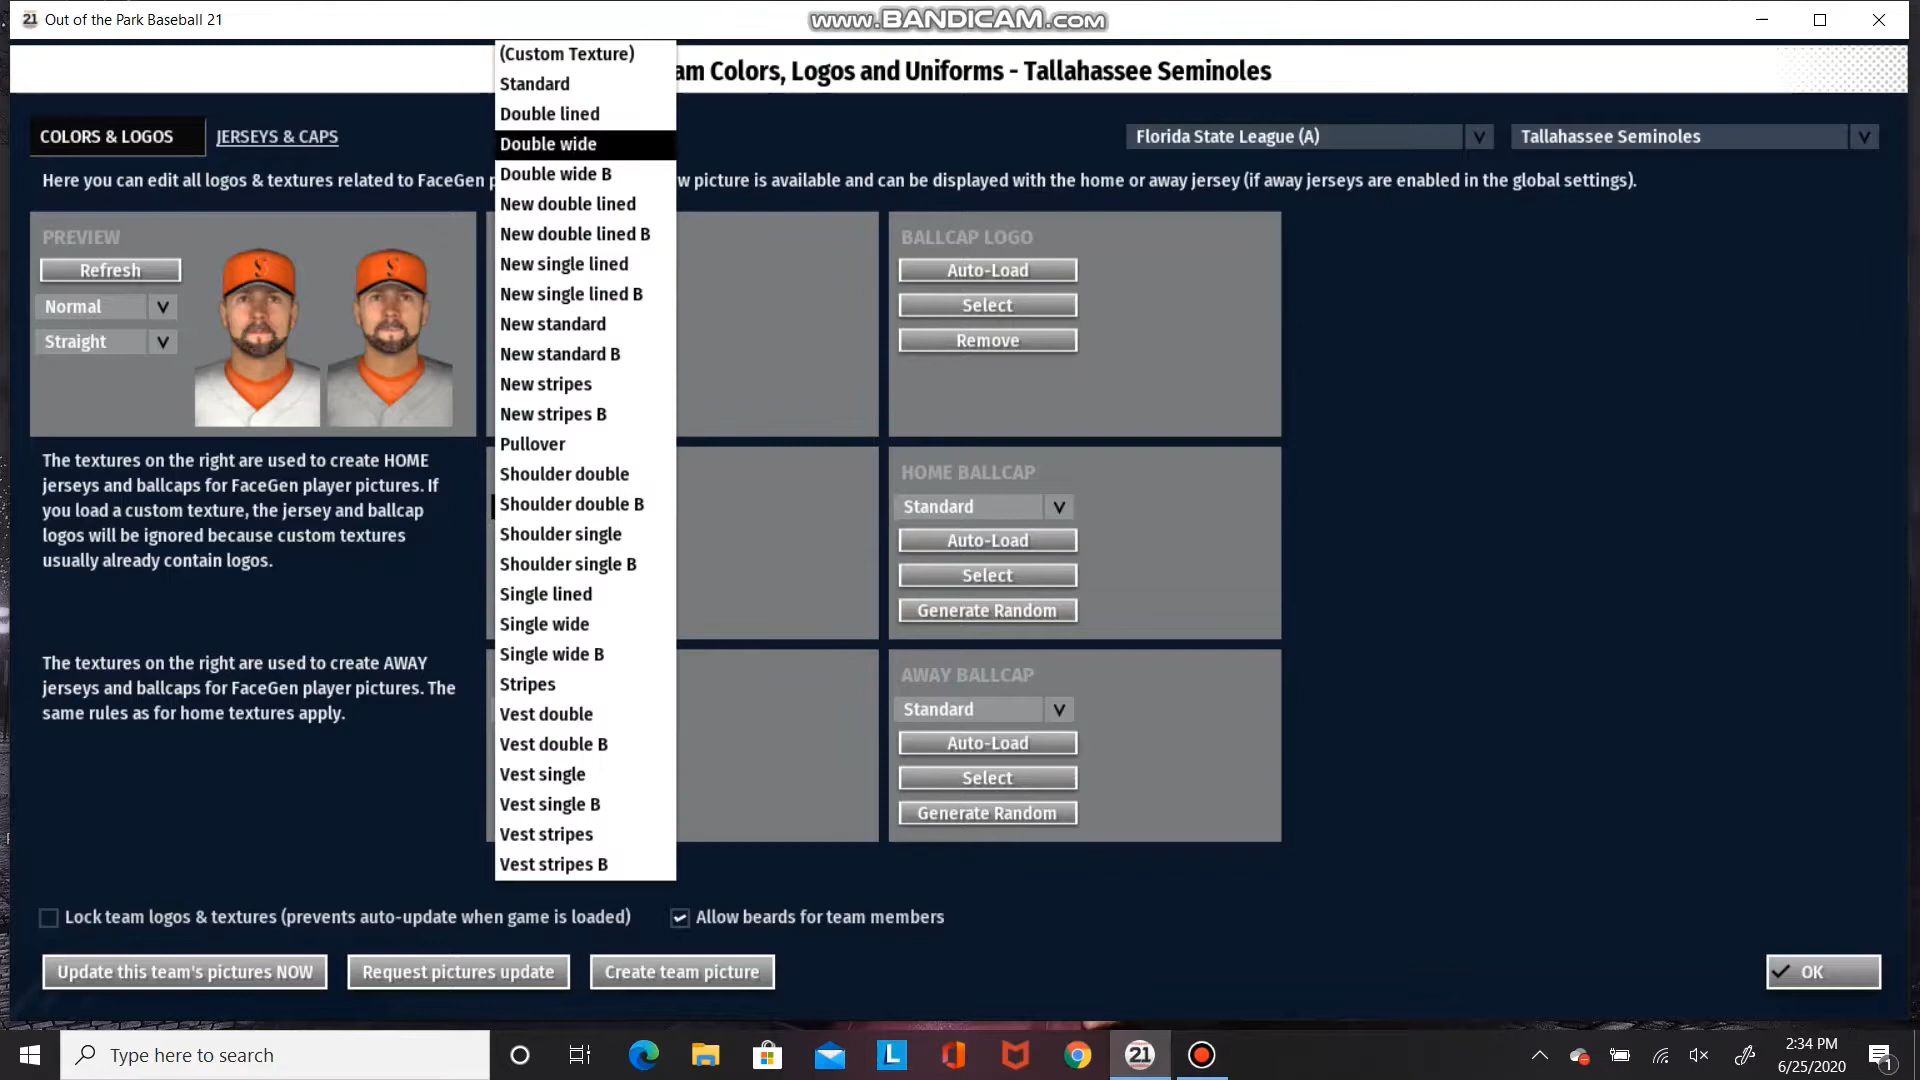 21 Out of the Park Baseball 21
www.BANDICAM.com
am Colors, Logos and Uniforms - Tallahassee Seminoles
COLORS & LOGOS
JERSEYS & CAPS
Florida State League (A) V
Tallahassee Seminoles V
Here you can edit all logos & textures related to FaceGen p
w picture is available and can be displayed with the home or away jersey (if away jerseys are enabled in the global settings).
(Custom Texture)
Standard
Double lined
Double wide
Double wide B
New double lined
New double lined B
New single lined
New single lined B
New standard
New standard B
New stripes
New stripes B
Pullover
Shoulder double
Shoulder double B
Shoulder single
Shoulder single B
Single lined
Single wide
Single wide B
Stripes
Vest double
Vest double B
Vest single
Vest single B
Vest stripes
Vest stripes B
PREVIEW
Refresh
Normal V
Straight V
S
S
BALLCAP LOGO
Auto-Load
Select
Remove
The textures on the right are used to create HOME
jerseys and ballcaps for FaceGen player pictures. If
you load a custom texture, the jersey and ballcap
logos will be ignored because custom textures
usually already contain logos.
HOME BALLCAP
Standard V
Auto-Load
Select
Generate Random
The textures on the right are used to create AWAY
jerseys and ballcaps for FaceGen player pictures. The
same rules as for home textures apply.
AWAY BALLCAP
Standard V
Auto-Load
Select
Generate Random
Lock team logos & textures (prevents auto-update when game is loaded)
Allow beards for team members
Update this team's pictures NOW
Request pictures update
Create team picture
OK
Type here to search
L
21
2:34 PM
6/25/2020
1